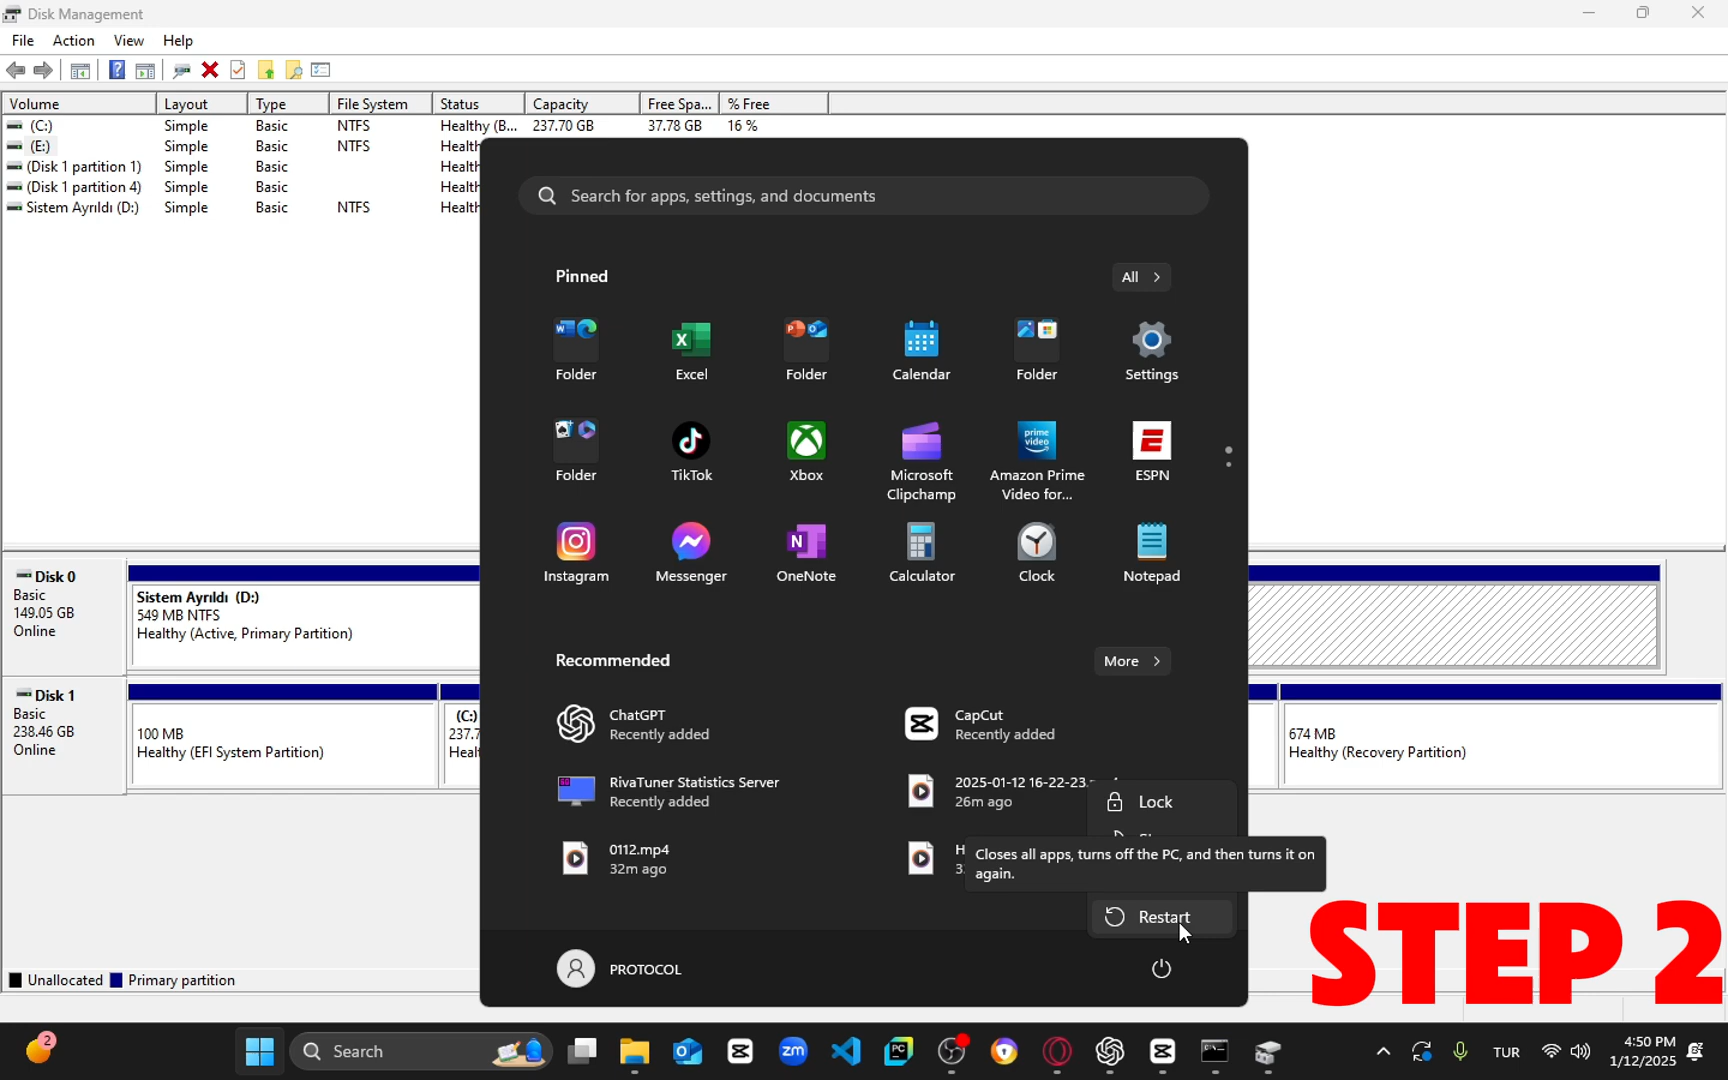 Disk Management
File Action View Help
Volume Layout Type File System Status Capacity Free Spa... % Free
(C:) Simple Basic NTFS Healthy (B... 237.70 GB 37.78 GB 16 %
(E:) Simple Basic NTFS
(Disk 1 partition 1) Simple Basic
(Disk 1 partition 4) Simple Basic
Sistem Ayrıldı (D:) Simple Basic NTFS
Search for apps, settings, and documents
Pinned
All
Folder Excel Folder Calendar Folder Settings
Folder TikTok Xbox Microsoft Clipchamp Amazon Prime Video for... ESPN
prime video
Instagram Messenger OneNote Calculator Clock Notepad
Recommended
More
ChatGPT
Recently added
CapCut
Recently added
RivaTuner Statistics Server
Recently added
2025-01-12 16-22-23
26m ago
0112.mp4
32m ago
Lock
Closes all apps, turns off the PC, and then turns it on
again.
Restart
PROTOCOL
Disk 0
Basic
149.05 GB
Online
Sistem Ayrıldı (D:)
549 MB NTFS
Healthy (Active, Primary Partition)
Disk 1
Basic
238.46 GB
Online
100 MB
Healthy (EFI System Partition)
(C:)
674 MB
Healthy (Recovery Partition)
Unallocated Primary partition
STEP 2
2
Search
zm
PC
TUR
4:50 PM
1/12/2025